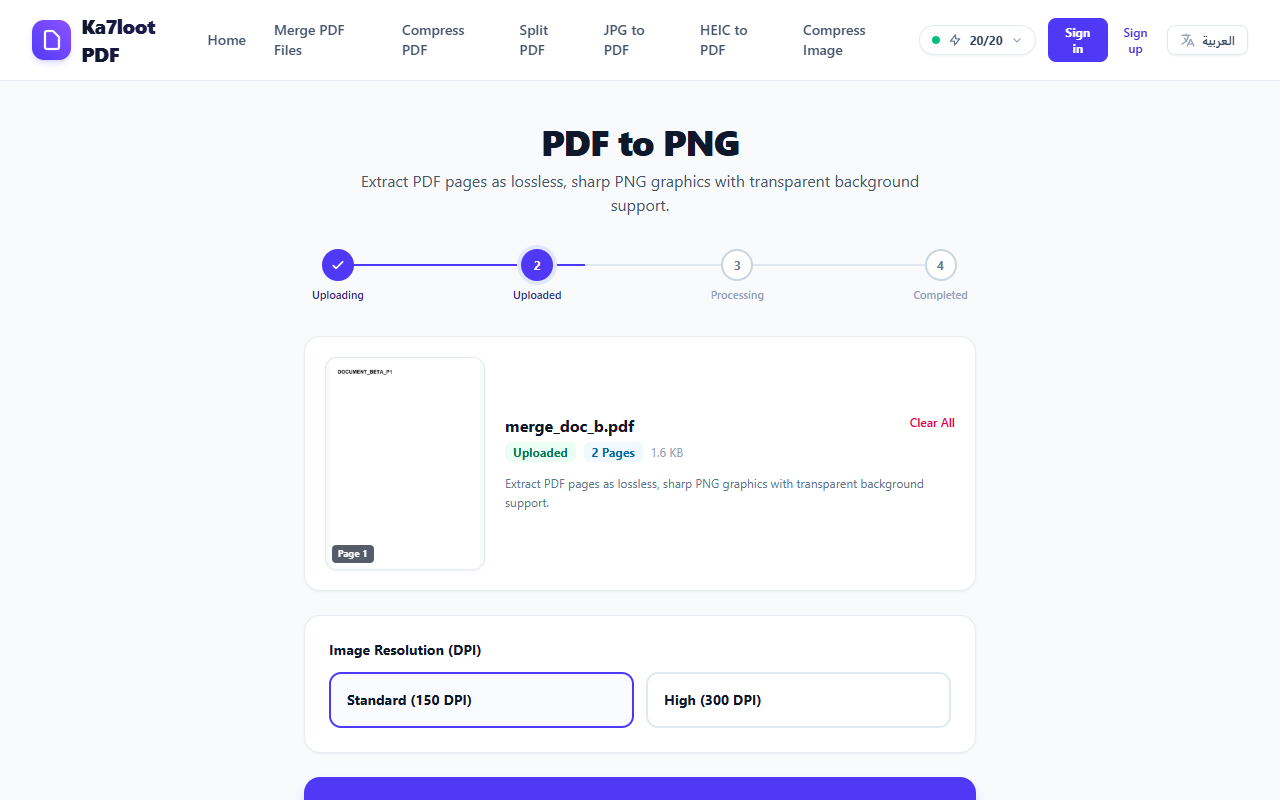 Ka7loot PDF
Home
Merge PDF Files
Compress PDF
Split PDF
JPG to PDF
HEIC to PDF
Compress Image
20/20
Sign in
Sign up
العربية
PDF to PNG
Extract PDF pages as lossless, sharp PNG graphics with transparent background
support.
2
3
4
Uploading
Uploaded
Processing
Completed
DOCUMENT_BETA_P1
Page 1
merge_doc_b.pdf
Clear All
Uploaded
2 Pages
1.6 KB
Extract PDF pages as lossless, sharp PNG graphics with transparent background
support.
Image Resolution (DPI)
Standard (150 DPI)
High (300 DPI)